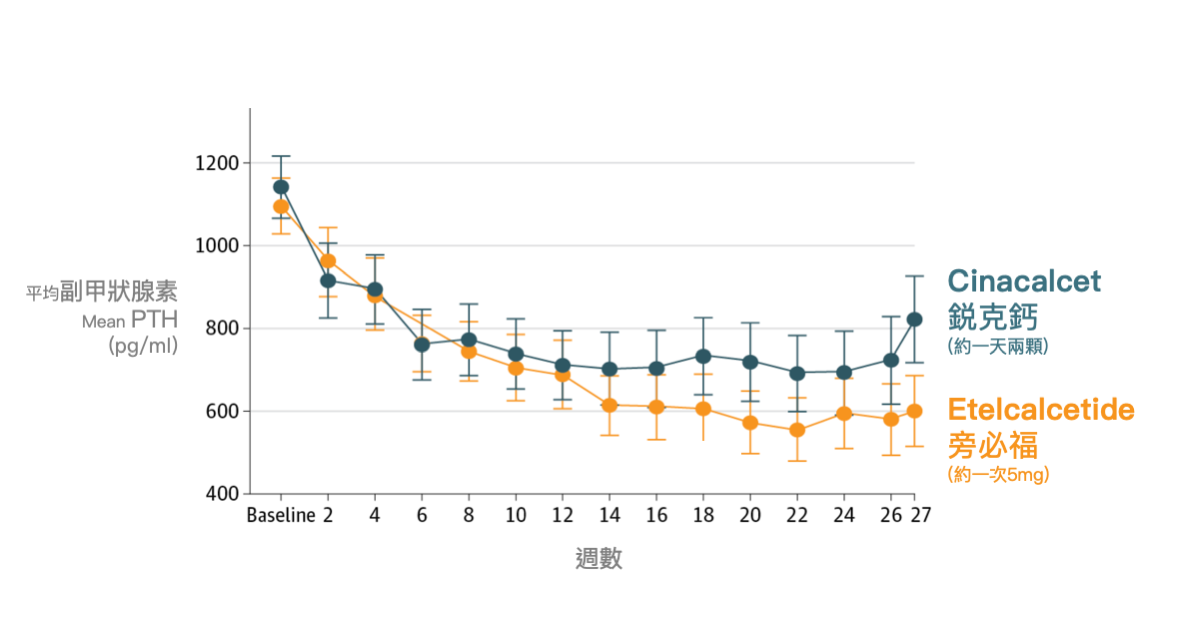 1200
1000
800
600
400
平均副甲狀腺素
Mean PTH
(pg/ml)
Baseline 2 4 6 8 10 12 14 16 18 20 22 24 26 27
週數
Cinacalcet
銳克鈣
(約一天兩顆)
Etelcalcetide
旁必福
(約一次5mg)